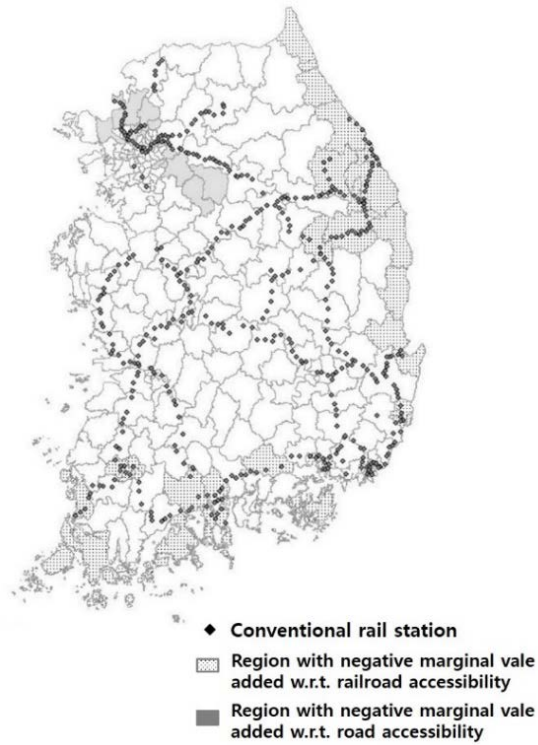 Conventional rail station
Region with negative marginal vale
added w.r.t. railroad accessibility
Region with negative marginal vale
added w.r.t. road accessibility